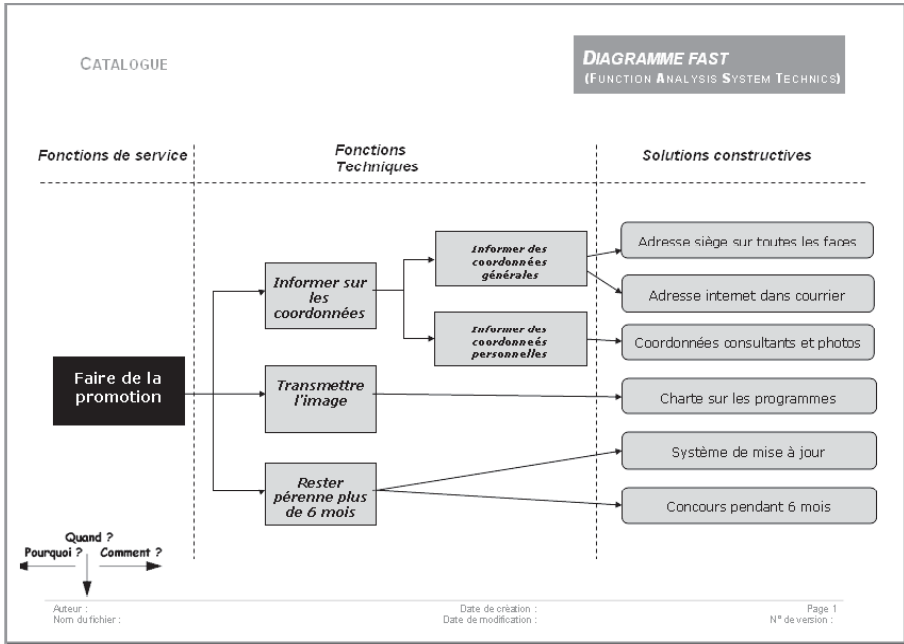 CATALOGUE
DIAGRAMME FAST
(FUNCTION ANALYSIS SYSTEM TECHNICS)
Fonctions de service
Fonctions
Techniques
Solutions constructives
Faire de la
promotion
Informer sur
les
coordonnées
Informer des
coordonnées
générales
Informer des
coordonneés
personnelles
Transmettre
l'image
Rester
pérenne plus
de 6 mois
Adresse siège sur toutes les faces
Adresse internet dans courrier
Coordonnées consultants et photos
Charte sur les programmes
Système de mise à jour
Concours pendant 6 mois
Quand ?
Pourquoi ? Comment ?
Auteur : Date de création : Page 1
Nom du fichier : Date de modification : N° de version :